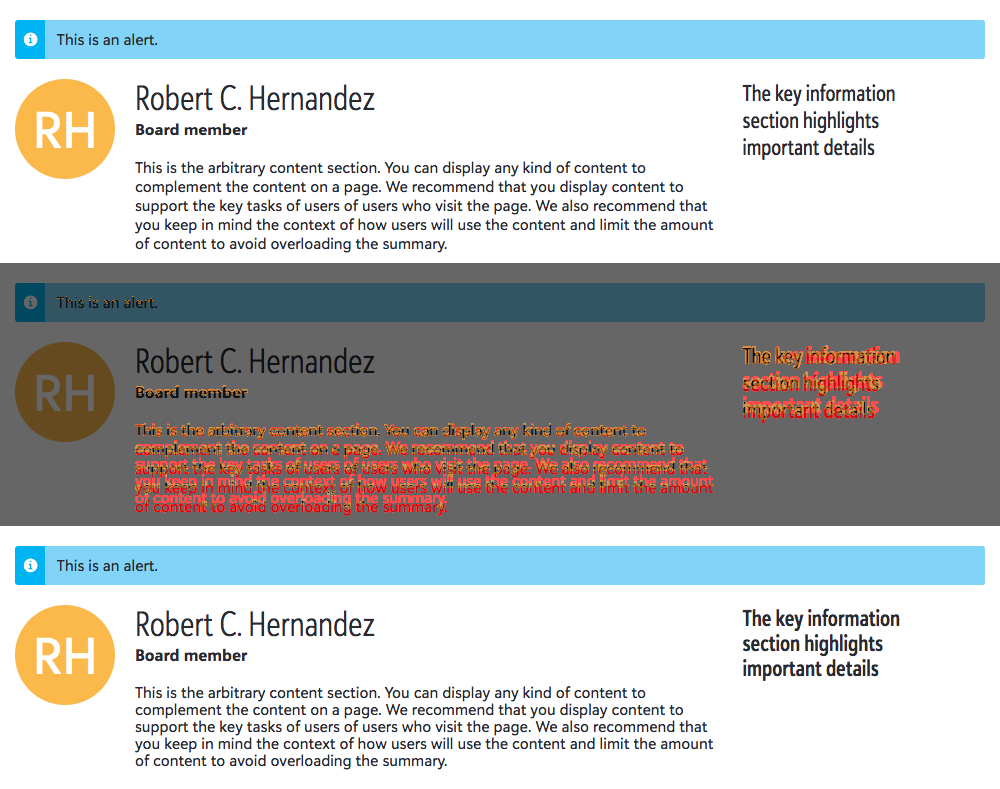 This is an alert.
RH
Robert C. Hernandez
Board member
This is the arbitrary content section. You can display any kind of content to
complement the content on a page. We recommend that you display content to
support the key tasks of users of users who visit the page. We also recommend that
you keep in mind the context of how users will use the content and limit the amount
of content to avoid overloading the summary.
The key information
section highlights
important details
This is an alert.
RH
Robert C. Hernandez
Board member
This is the arbitrary content section. You can display any kind of content to
complement the content on a page. We recommend that you display content to
support the key tasks of users of users who visit the page. We also recommend that
you keep in mind the context of how users will use the content and limit the amount
of content to avoid overloading the summary.
The key information
section highlights
important details
This is an alert.
RH
Robert C. Hernandez
Board member
This is the arbitrary content section. You can display any kind of content to
complement the content on a page. We recommend that you display content to
support the key tasks of users of users who visit the page. We also recommend that
you keep in mind the context of how users will use the content and limit the amount
of content to avoid overloading the summary.
The key information
section highlights
important details